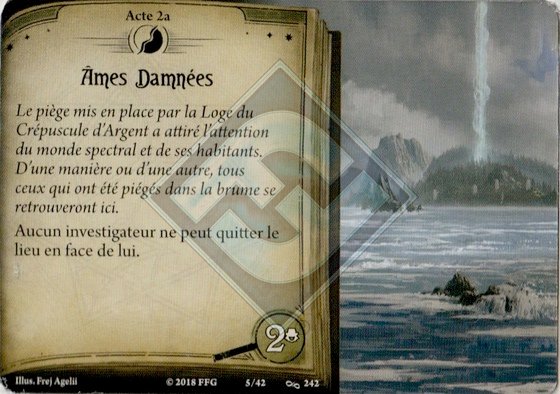 Acte 2a
Âmes Damnées
Le piège mis en place par la Loge du
Crépuscule d'Argent a attiré l'attention
du monde spectral et de ses habitants.
D'une manière ou d'une autre, tous
ceux qui ont été piégés dans la brume se
retrouveront ici.
Aucun investigateur ne peut quitter le
lieu en face de lui.
2
Illus. Frej Agelii © 2018 FFG 5/42 242